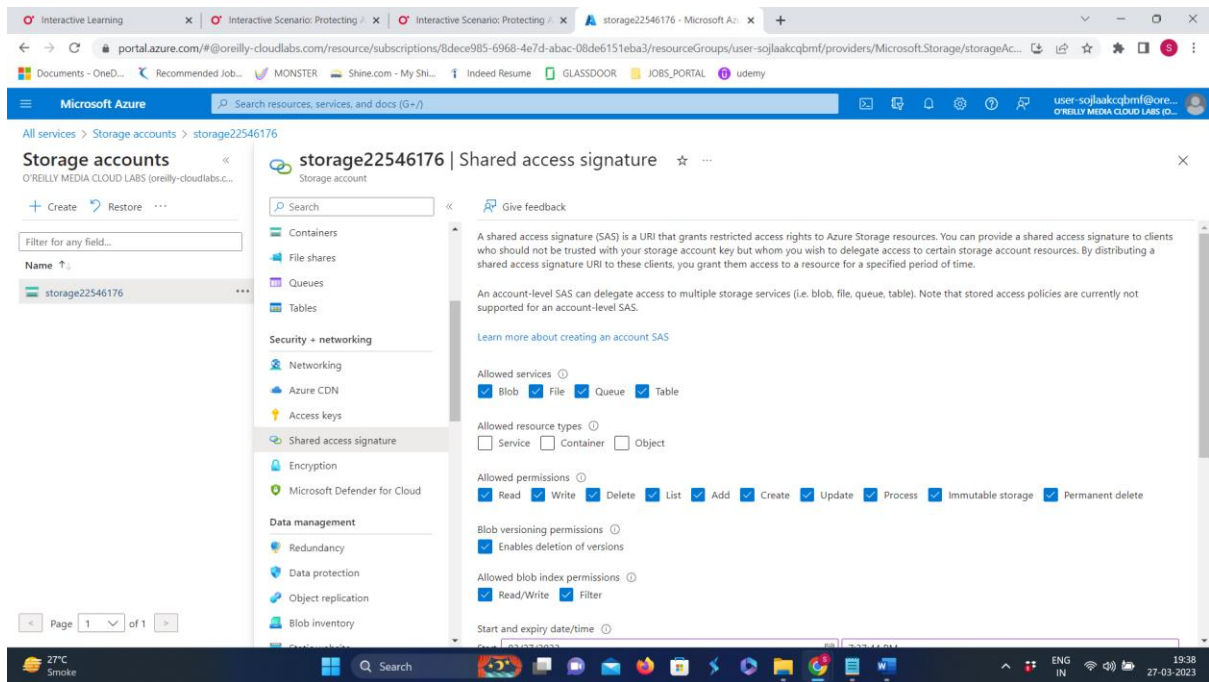 Interactive Learning
Interactive Scenario: Protecting A
Interactive Scenario: Protecting A
storage22546176 - Microsoft Az
portal.azure.com/#@oreilly-cloudlabs.com/resource/subscriptions/8dece985-6968-4e7d-abac-08de6151eba3/resourceGroups/user-sojlaakcqbmf/providers/Microsoft.Storage/storageAc...
S
Documents - OneD... Recommended Job... MONSTER Shine.com - My Shi... Indeed Resume GLASSDOOR JOBS_PORTAL udemy
Microsoft Azure
Search resources, services, and docs (G+/)
user-sojlaakcqbmf@ore...
O'REILLY MEDIA CLOUD LABS (O...
All services > Storage accounts > storage22546176
Storage accounts
O'REILLY MEDIA CLOUD LABS (oreilly-cloudlabs.c...
+ Create Restore ...
Filter for any field...
Name ↑
storage22546176 ...
Page 1 of 1
storage22546176 | Shared access signature
Storage account
Search
Containers
File shares
Queues
Tables
Security + networking
Networking
Azure CDN
Access keys
Shared access signature
Encryption
Microsoft Defender for Cloud
Data management
Redundancy
Data protection
Object replication
Blob inventory
Give feedback
A shared access signature (SAS) is a URI that grants restricted access rights to Azure Storage resources. You can provide a shared access signature to clients
who should not be trusted with your storage account key but whom you wish to delegate access to certain storage account resources. By distributing a
shared access signature URI to these clients, you grant them access to a resource for a specified period of time.
An account-level SAS can delegate access to multiple storage services (i.e. blob, file, queue, table). Note that stored access policies are currently not
supported for an account-level SAS.
Learn more about creating an account SAS
Allowed services
Blob File Queue Table
Allowed resource types
Service Container Object
Allowed permissions
Read Write Delete List Add Create Update Process Immutable storage Permanent delete
Blob versioning permissions
Enables deletion of versions
Allowed blob index permissions
Read/Write Filter
Start and expiry date/time
27°C
Smoke
Search
ENG
IN
19:38
27-03-2023